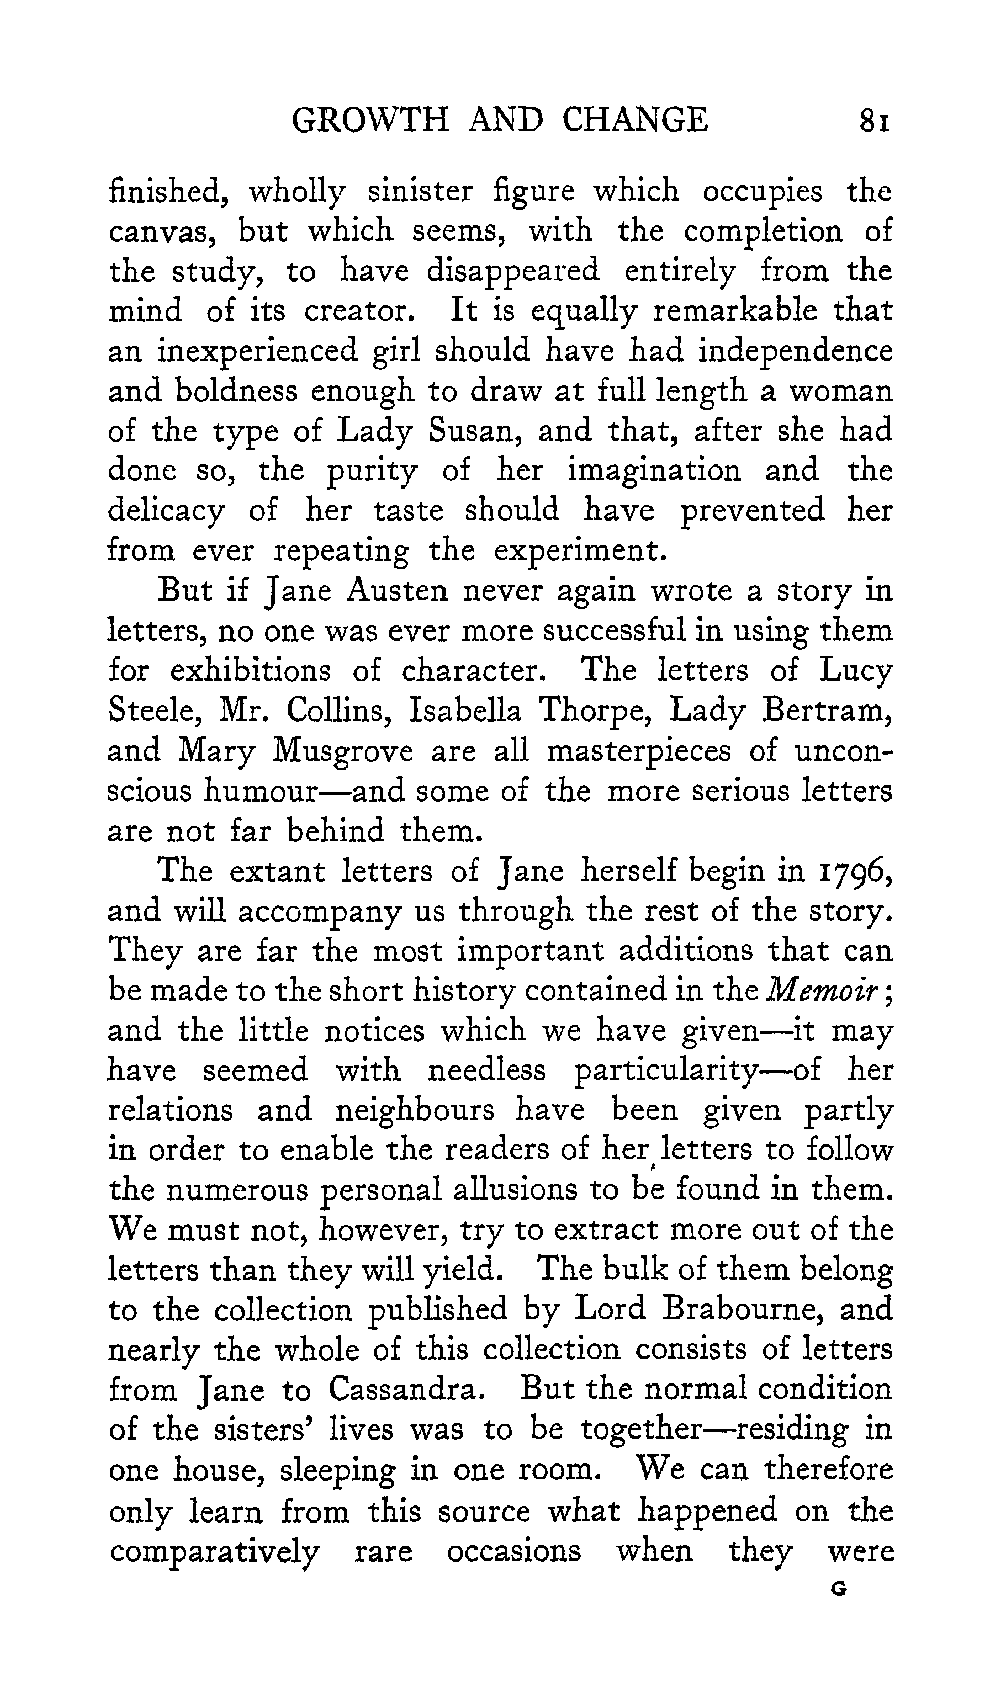 GROWTH AND CHANGE 81
finished, wholly sinister figure which occupies the
canvas, but which seems, with the completion of
the study, to have disappeared entirely from the
mind of its creator. It is equally remarkable that
an inexperienced girl should have had independence
and boldness enough to draw at full length a woman
of the type of Lady Susan, and that, after she had
done so, the purity of her imagination and the
delicacy of her taste should have prevented her
from ever repeating the experiment.
But if Jane Austen never again wrote a story in
letters, no one was ever more successful in using them
for exhibitions of character. The letters of Lucy
Steele, Mr. Collins, Isabella Thorpe, Lady Bertram,
and Mary Musgrove are all masterpieces of uncon-
scious humour—and some of the more serious letters
are not far behind them.
The extant letters of Jane herself begin in 1796,
and will accompany us through the rest of the story.
They are far the most important additions that can
be made to the short history contained in the Memoir;
and the little notices which we have given—it may
have seemed with needless particularity—of her
relations and neighbours have been given partly
in order to enable the readers of her letters to follow
the numerous personal allusions to be found in them.
We must not, however, try to extract more out of the
letters than they will yield. The bulk of them belong
to the collection published by Lord Brabourne, and
nearly the whole of this collection consists of letters
from Jane to Cassandra. But the normal condition
of the sisters’ lives was to be together—residing in
one house, sleeping in one room. We can therefore
only learn from this source what happened on the
comparatively rare occasions when they were
G